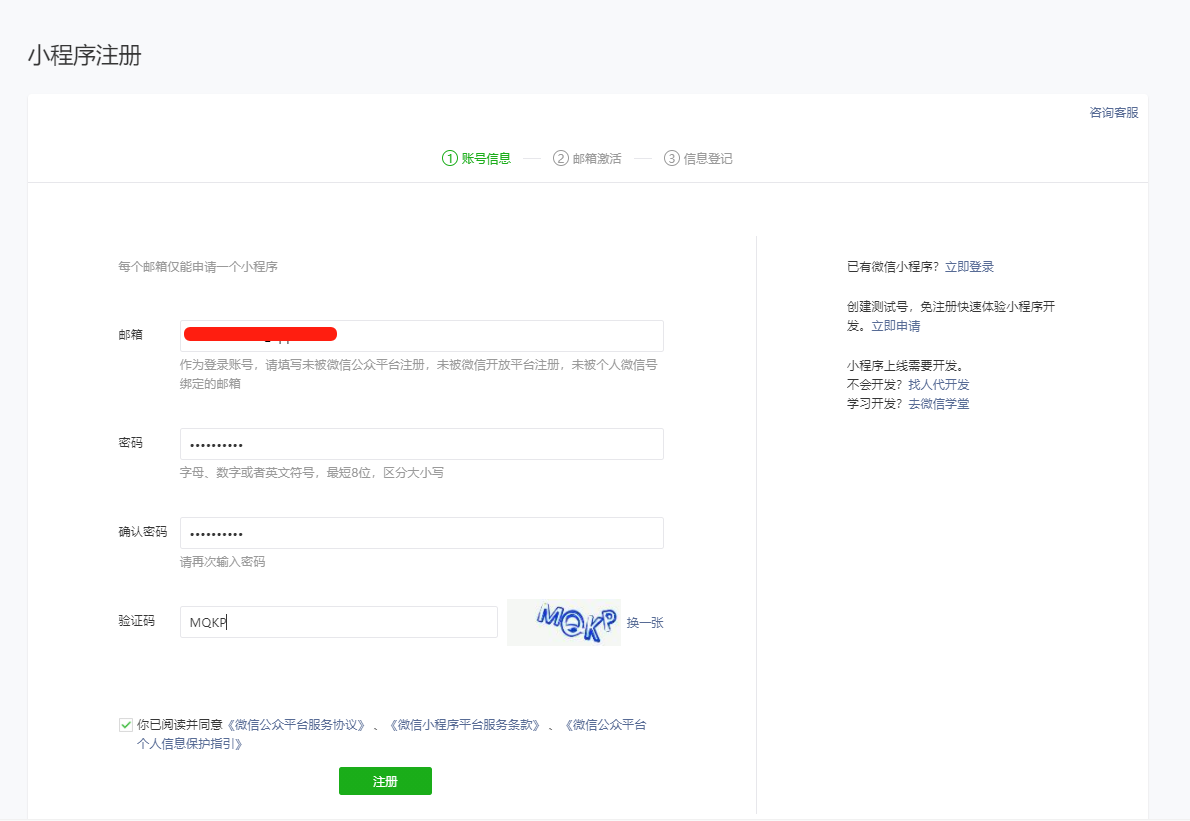 小程序注册
咨询客服
① 账号信息 — ② 邮箱激活 — ③ 信息登记
每个邮箱仅能申请一个小程序
邮箱
作为登录账号，请填写未被微信公众平台注册，未被微信开放平台注册，未被个人微信号
绑定的邮箱
密码 ••••••••••
字母、数字或者英文符号，最短8位，区分大小写
确认密码 ••••••••••
请再次输入密码
验证码 MQKP MQKP 换一张
你已阅读并同意《微信公众平台服务协议》、《微信小程序平台服务条款》、《微信公众平台
个人信息保护指引》
注册
已有微信小程序？立即登录
创建测试号，免注册快速体验小程序开
发。立即申请
小程序上线需要开发。
不会开发？找人代开发
学习开发？去微信学堂